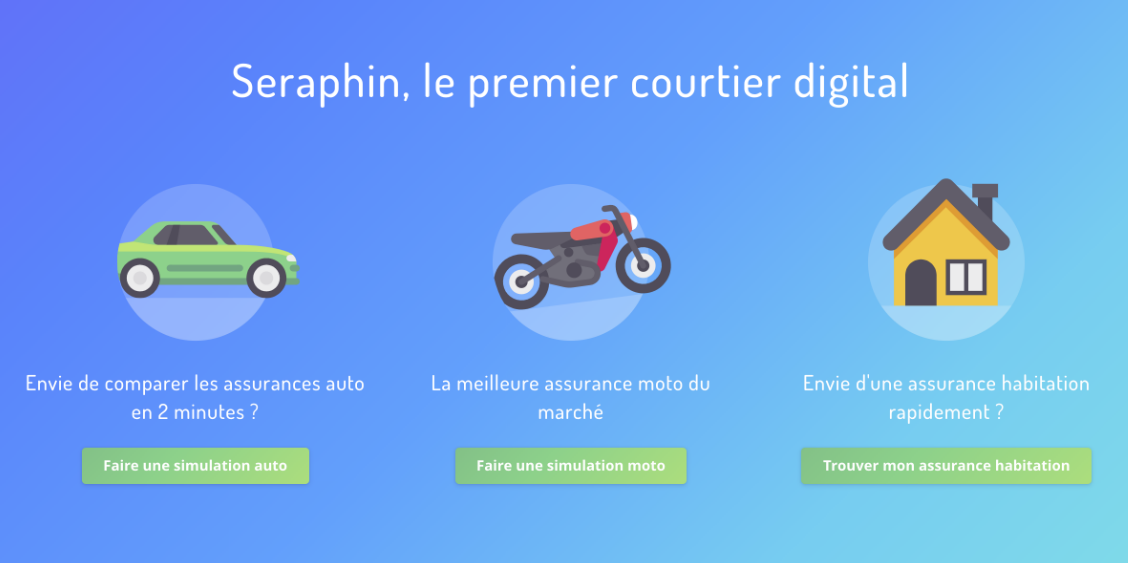 Seraphin, le premier courtier digital
Envie de comparer les assurances auto
en 2 minutes ?
Faire une simulation auto
La meilleure assurance moto du
marché
Faire une simulation moto
Envie d'une assurance habitation
rapidement ?
Trouver mon assurance habitation